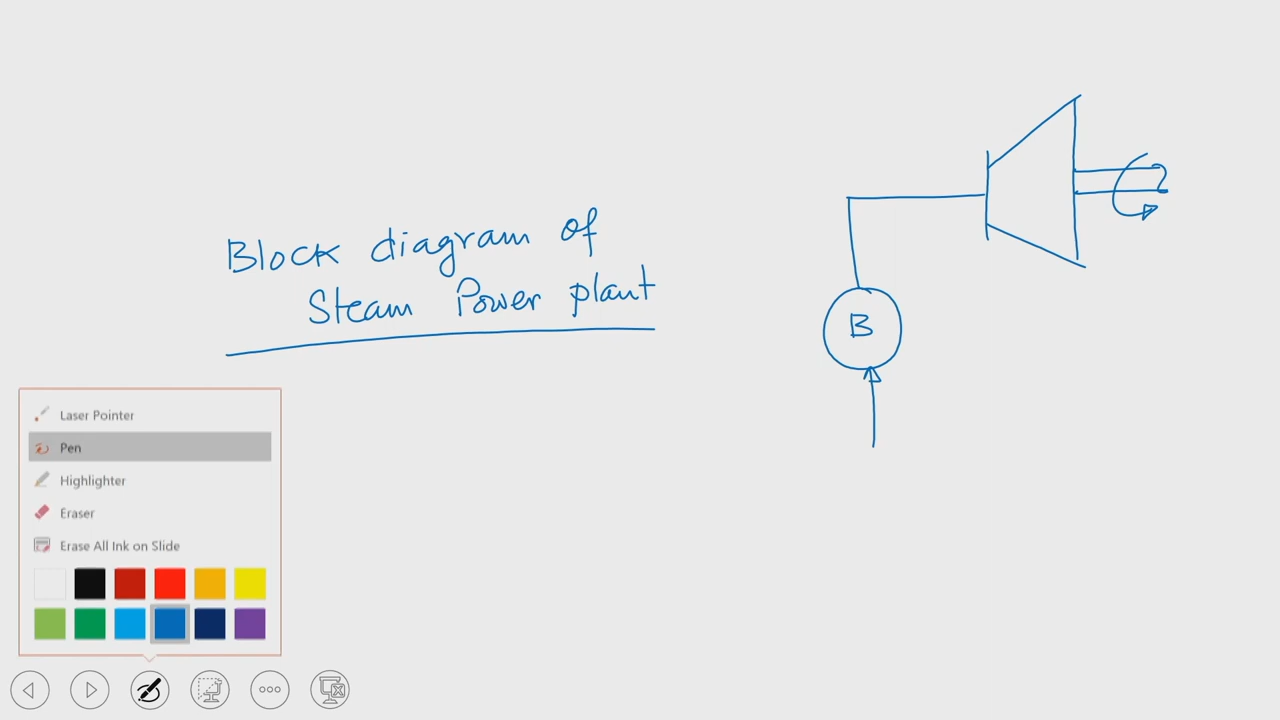 Block diagram of
Steam Power plant
B
Laser Pointer
Pen
Highlighter
Eraser
Erase All Ink on Slide